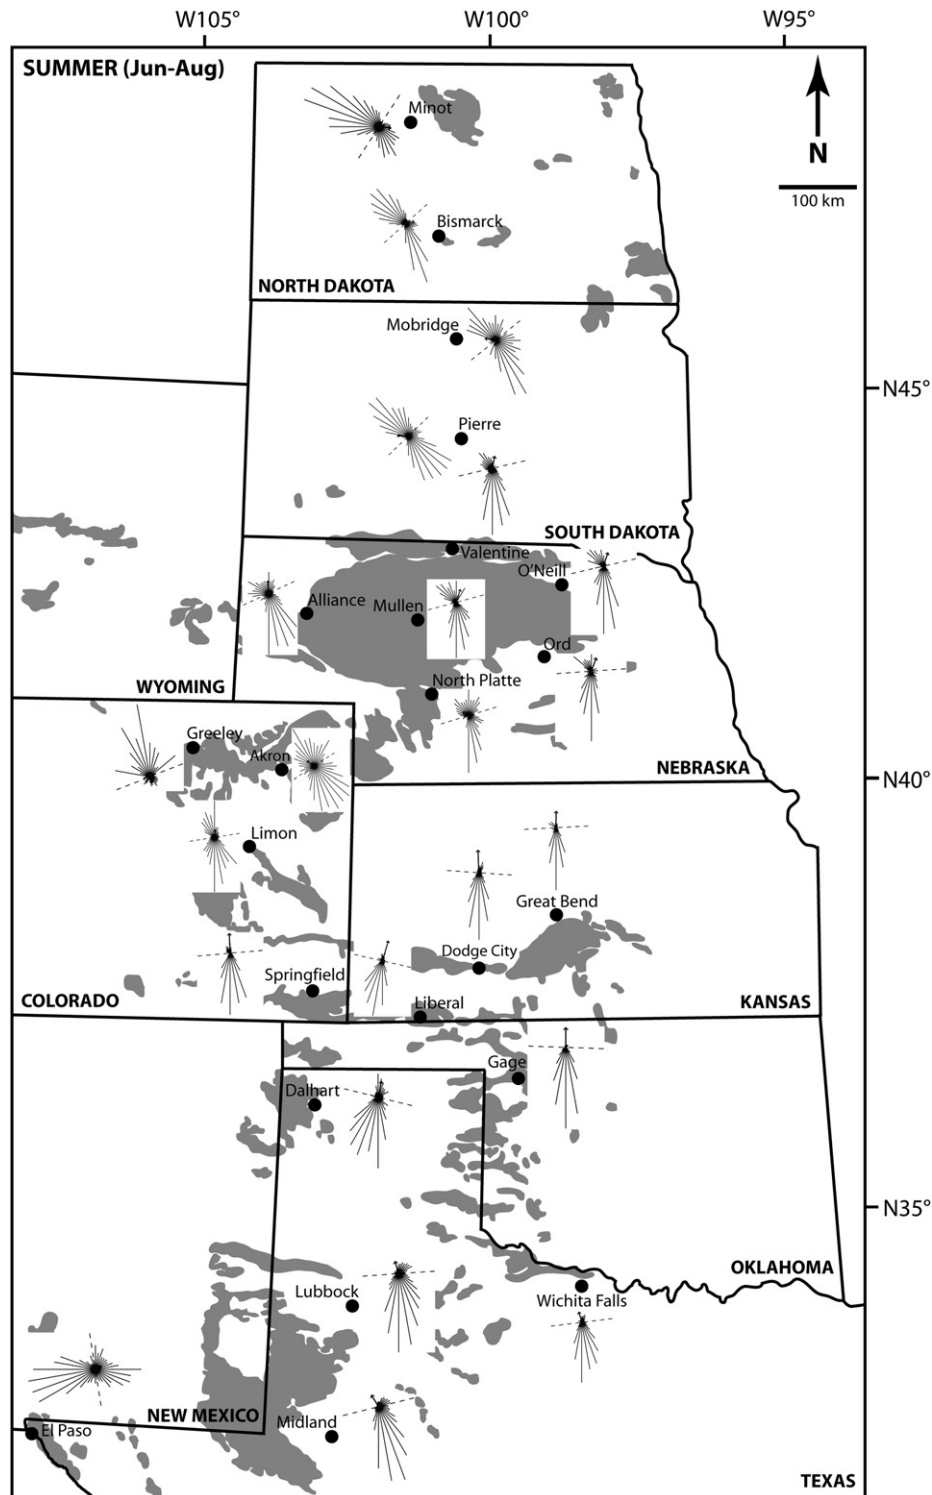 W105° W100° W95°
SUMMER (Jun-Aug)
Minot
N
100 km
Bismarck
NORTH DAKOTA
Mobridge
N45°
Pierre
SOUTH DAKOTA
Valentine
O'Neill
Alliance Mullen
Ord
North Platte
WYOMING
Greeley
Akron
NEBRASKA
N40°
Limon
Great Bend
Dodge City
Springfield
COLORADO
Liberal
KANSAS
Gage
Dalhart
N35°
OKLAHOMA
Lubbock
Wichita Falls
NEW MEXICO
Midland
El Paso
TEXAS